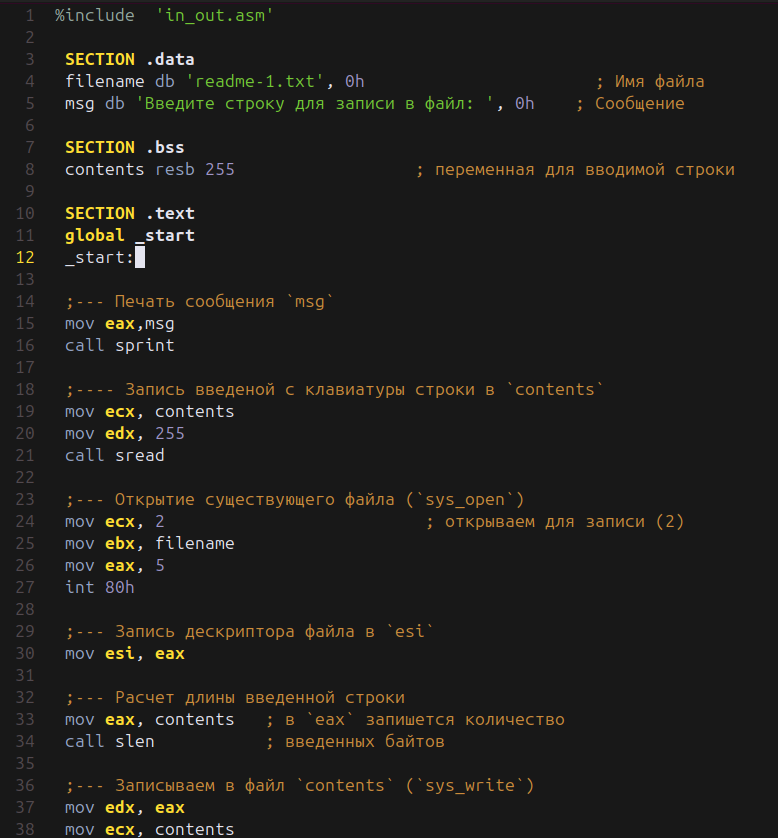 1 %include  'in_out.asm'
2
3 SECTION .data
4 filename db 'readme-1.txt', 0h                       ; Имя файла
5 msg db 'Введите строку для записи в файл: ', 0h    ; Сообщение
6
7 SECTION .bss
8 contents resb 255                  ; переменная для вводимой строки
9
10 SECTION .text
11 global _start
12 _start:
13
14 ;--- Печать сообщения `msg`
15 mov eax,msg
16 call sprint
17
18 ;---- Запись введеной с клавиатуры строки в `contents`
19 mov ecx, contents
20 mov edx, 255
21 call sread
22
23 ;--- Открытие существующего файла (`sys_open`)
24 mov ecx, 2                          ; открываем для записи (2)
25 mov ebx, filename
26 mov eax, 5
27 int 80h
28
29 ;--- Запись дескриптора файла в `esi`
30 mov esi, eax
31
32 ;--- Расчет длины введенной строки
33 mov eax, contents   ; в `eax` запишется количество
34 call slen           ; введенных байтов
35
36 ;--- Записываем в файл `contents` (`sys_write`)
37 mov edx, eax
38 mov ecx, contents